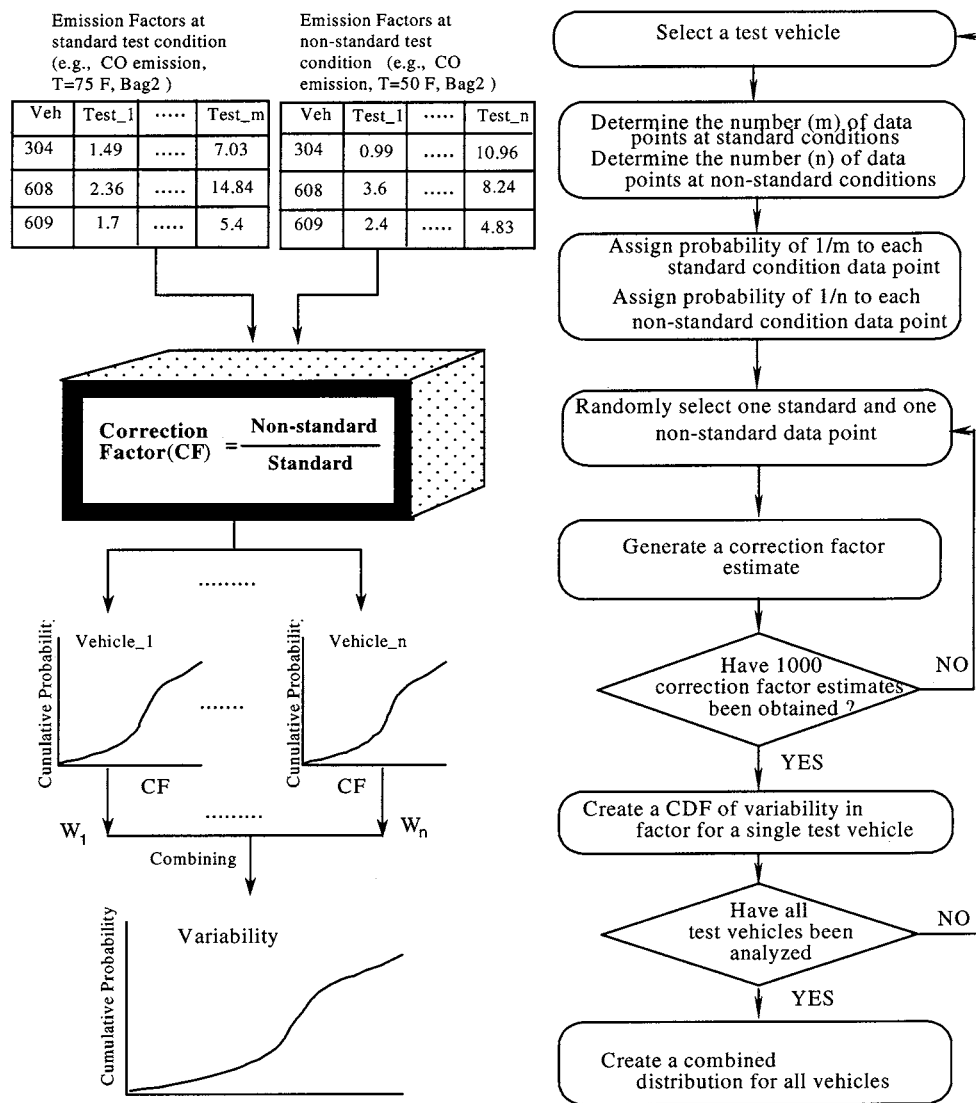 Emission Factors at
standard test condition
(e.g., CO emission,
T=75 F, Bag2 )
Veh Test_1 ..... Test_m
304 1.49 ..... 7.03
608 2.36 ..... 14.84
609 1.7 ..... 5.4
Emission Factors at
non-standard test
condition (e.g., CO
emission, T=50 F, Bag2 )
Veh Test_1 ..... Test_n
304 0.99 ..... 10.96
608 3.6 ..... 8.24
609 2.4 ..... 4.83
Correction
Factor(CF) = Non-standard
Standard
.........
Cunulative Probability
Vehicle_1
CF
.......
Cunulative Probability
Vehicle_n
CF
W1
.........
Wn
Combining
Cumulative Probability
Variability
Select a test vehicle
Determine the number (m) of data
points at standard conditions
Determine the number (n) of data
points at non-standard conditions
Assign probability of 1/m to each
standard condition data point
Assign probability of 1/n to each
non-standard condition data point
Randomly select one standard and one
non-standard data point
Generate a correction factor
estimate
Have 1000
correction factor estimates
been obtained ?
NO
YES
Create a CDF of variability in
factor for a single test vehicle
Have all
test vehicles been
analyzed
NO
YES
Create a combined
distribution for all vehicles